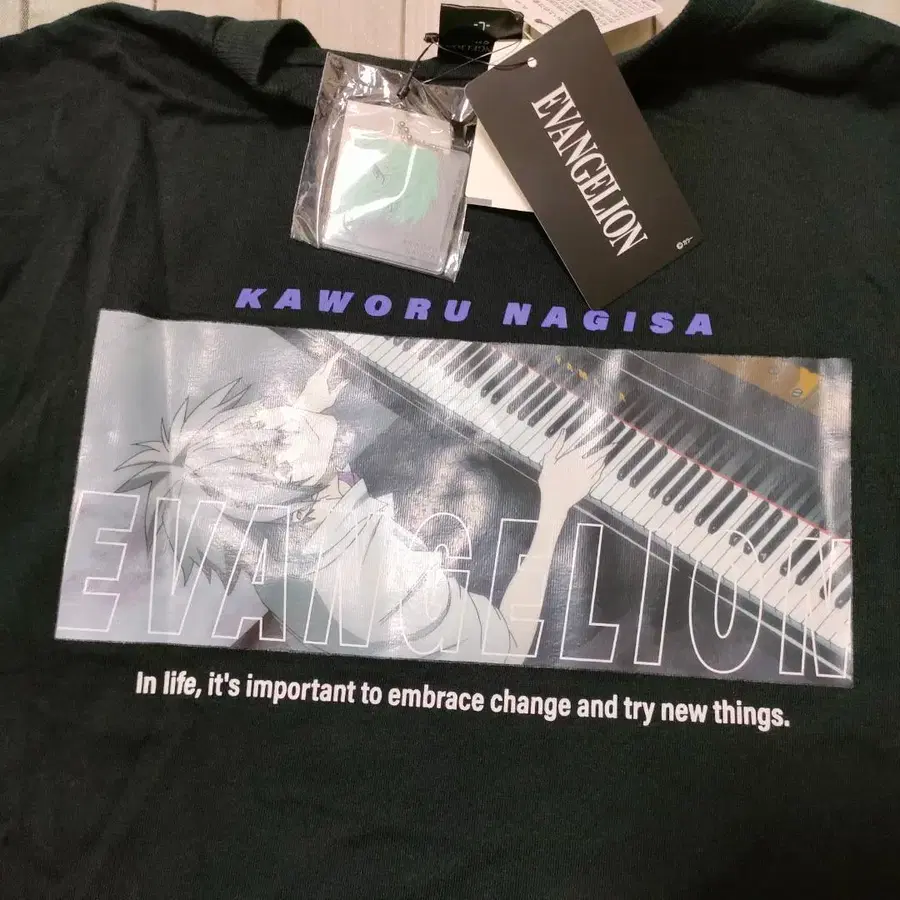 EVANGELION
KAWORU NAGISA
EVANGELION
In life, it's important to embrace change and try new things.